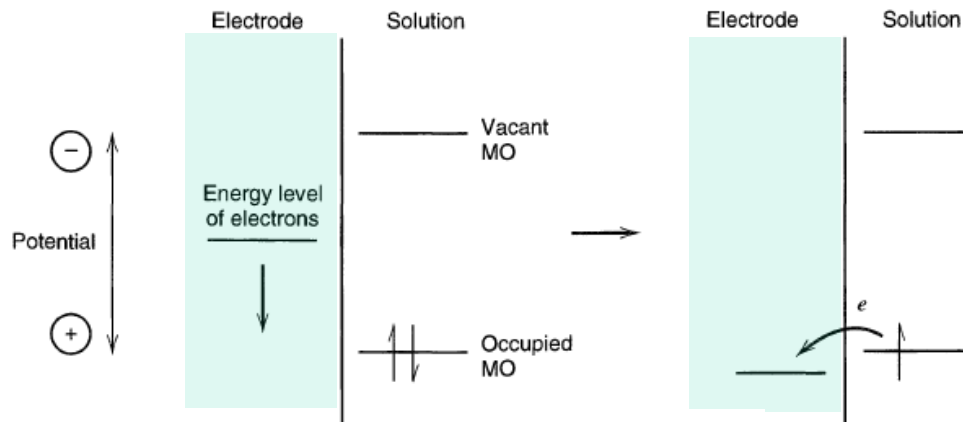 Electrode
Solution
Electrode
Solution
−
Vacant
MO
Energy level
of electrons
Potential
e
+
Occupied
MO